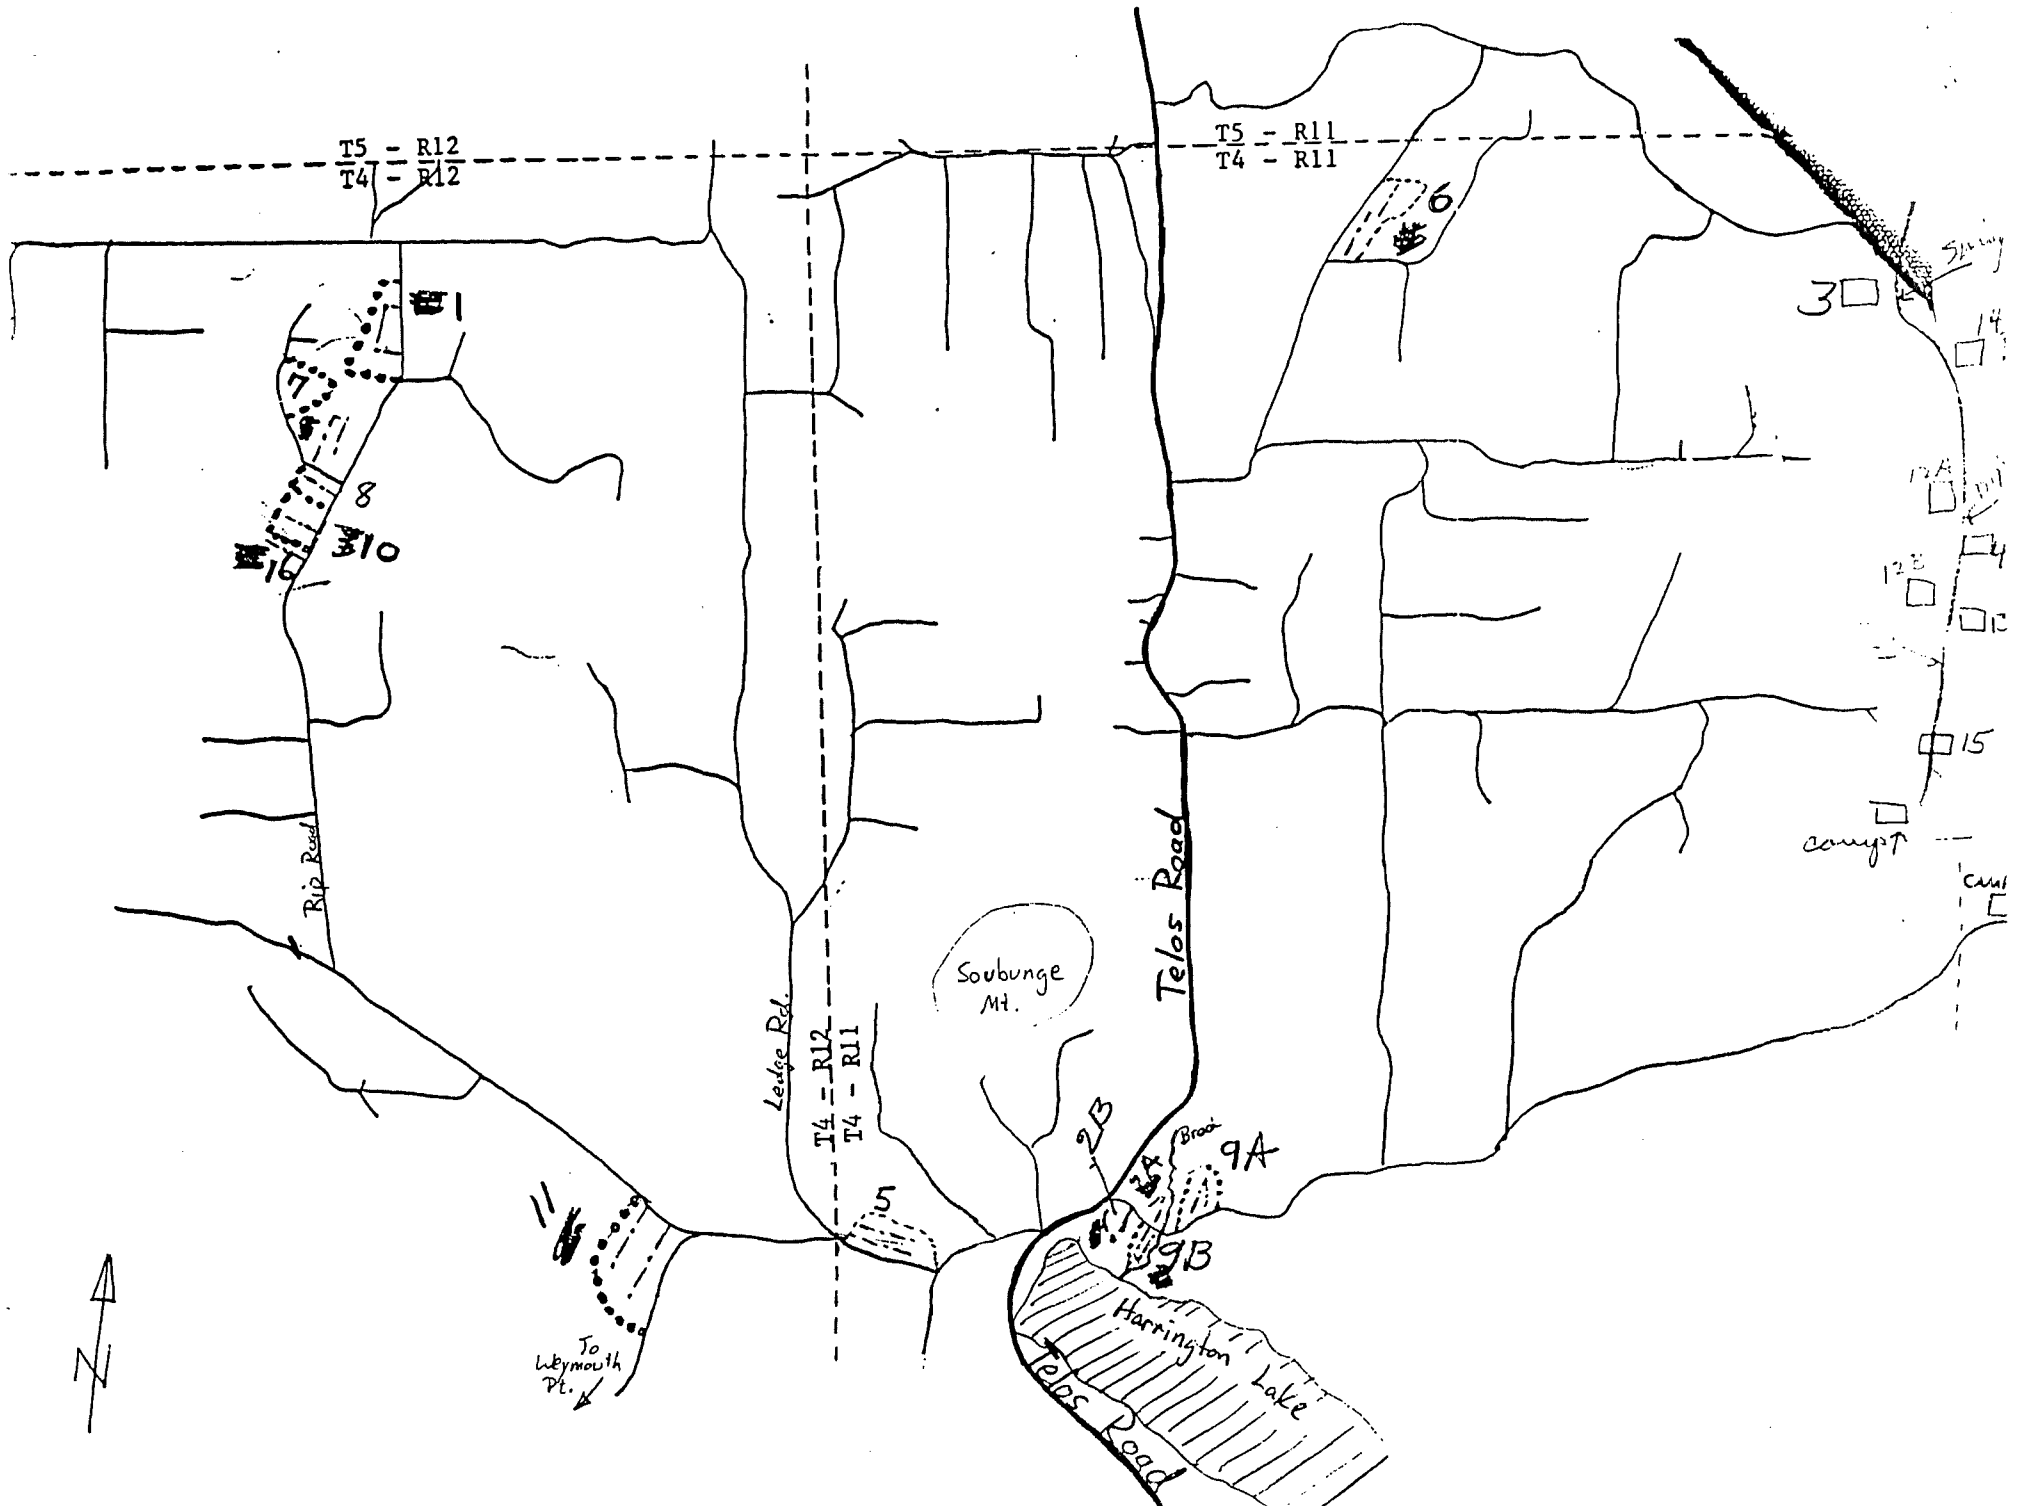 T5 - R12
T4 - R12
T5 - R11
T4 - R11
6
Spring
3
1
14
7
8
10
16
12A
4
12B
15
camp
Rip Road
Telos Road
Soubunge
Mt.
Ledge Rd.
T4 - R12
T4 - R11
2B
Brook
9A
5
11
9B
Harrington
Lake
To
Weymouth
Pt.
Telos Road
N